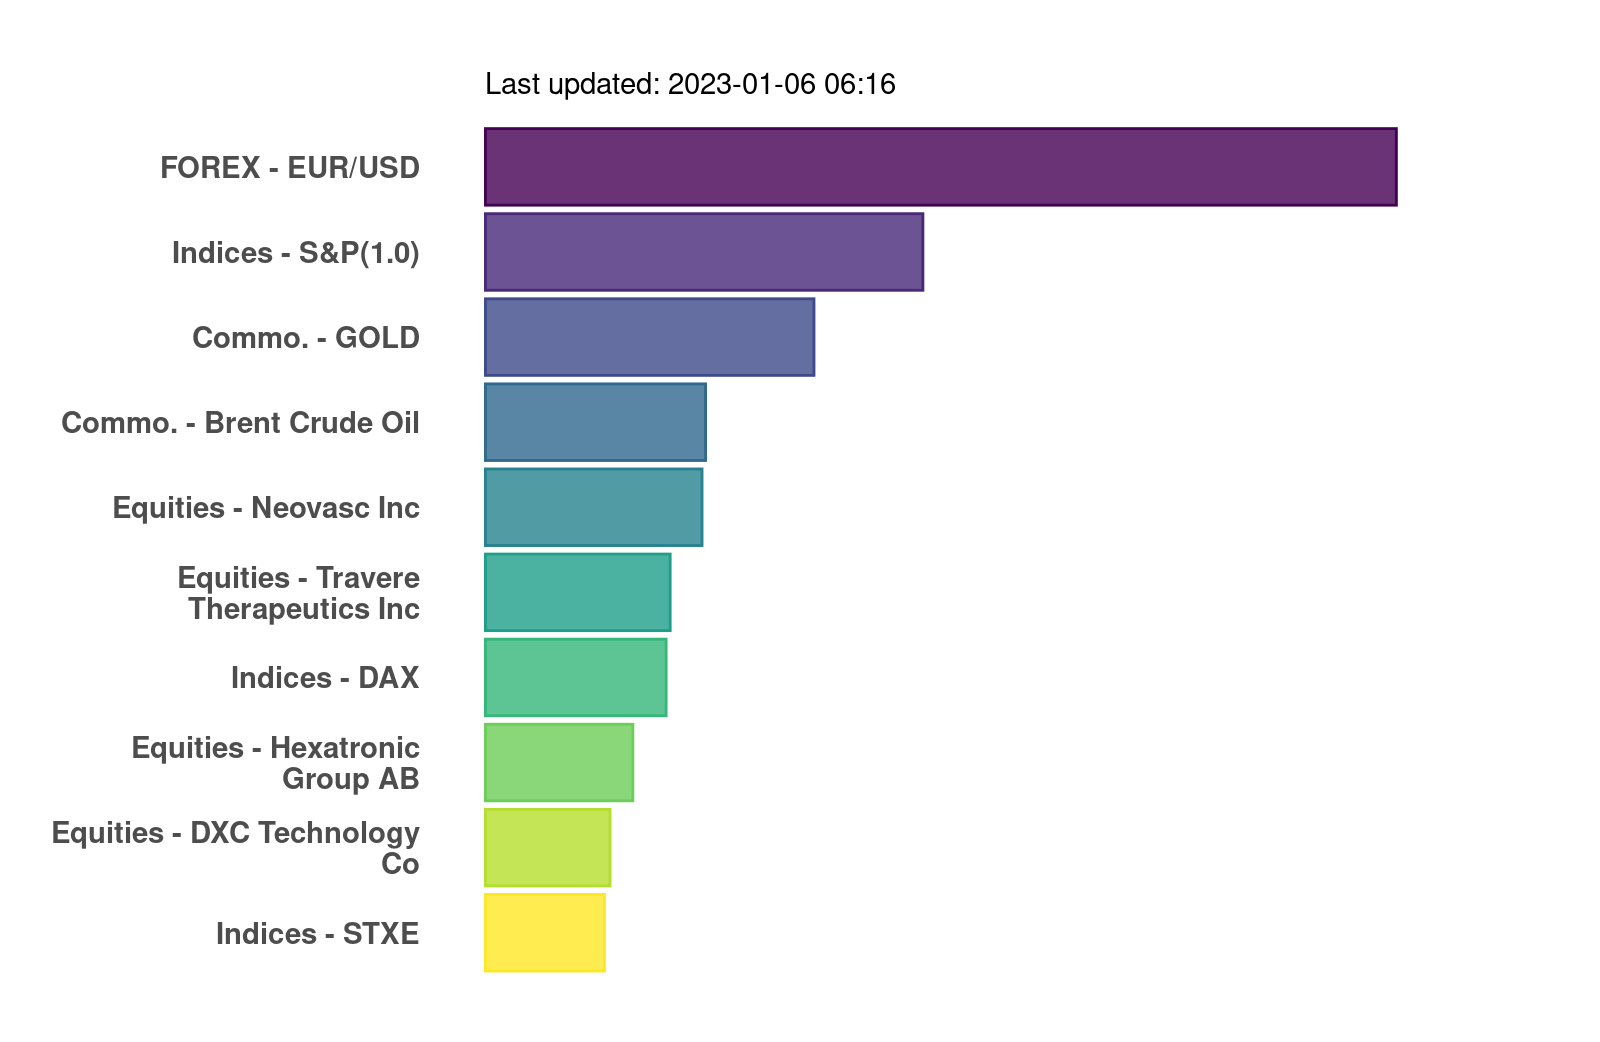 Last updated: 2023-01-06 06:16
FOREX - EUR/USD
Indices - S&P(1.0)
Commo. - GOLD
Commo. - Brent Crude Oil
Equities - Neovasc Inc
Equities - Travere
Therapeutics Inc
Indices - DAX
Equities - Hexatronic
Group AB
Equities - DXC Technology
Co
Indices - STXE